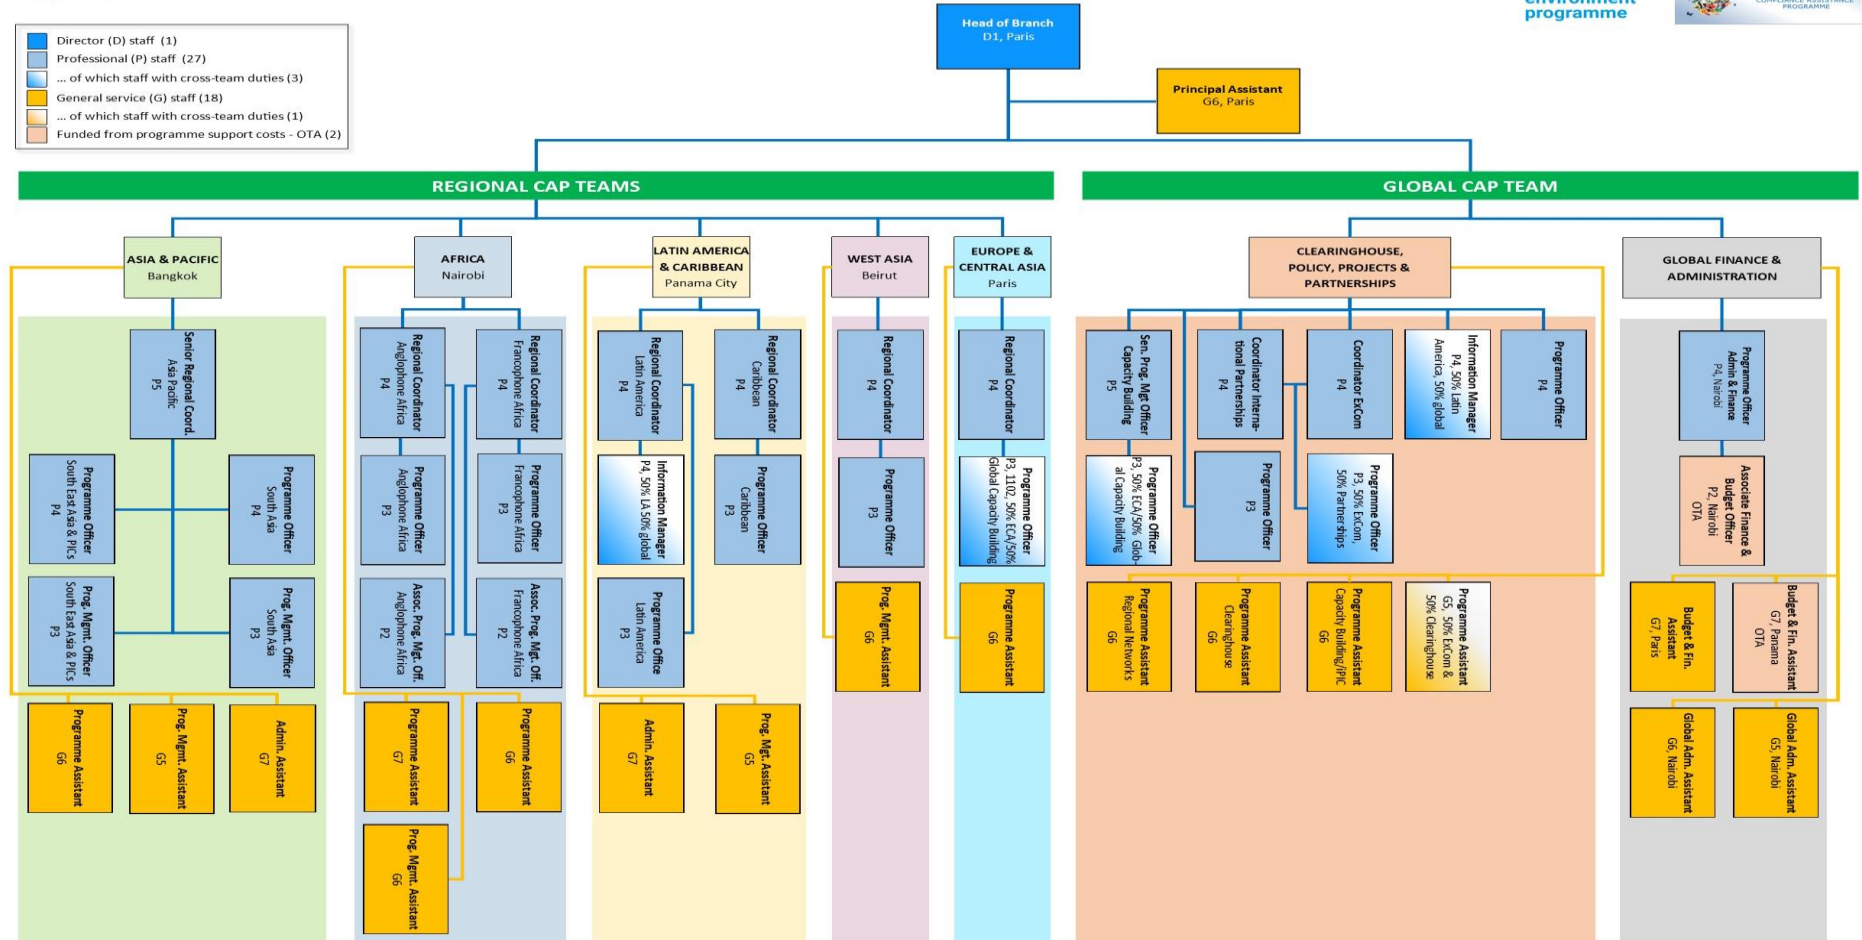 environment
programme
COMPLIANCE ASSISTANCE
PROGRAMME
Director (D) staff (1)
Professional (P) staff (27)
... of which staff with cross-team duties (3)
General service (G) staff (18)
... of which staff with cross-team duties (1)
Funded from programme support costs - OTA (2)
Head of Branch
D1, Paris
Principal Assistant
G6, Paris
REGIONAL CAP TEAMS
GLOBAL CAP TEAM
ASIA & PACIFIC
Bangkok
AFRICA
Nairobi
LATIN AMERICA
& CARIBBEAN
Panama City
WEST ASIA
Beirut
EUROPE &
CENTRAL ASIA
Paris
CLEARINGHOUSE,
POLICY, PROJECTS &
PARTNERSHIPS
GLOBAL FINANCE &
ADMINISTRATION
Senior Regional Coord.
Asia Pacific
P5
Programme Officer
South East Asia & PICs
P4
Programme Officer
South Asia
P4
Prog. Mgmt. Officer
South East Asia & PICs
P3
Prog. Mgmt. Officer
South Asia
P3
Programme Assistant
G6
Prog. Mgmt. Assistant
G5
Admin. Assistant
G7
Regional Coordinator
Anglophone Africa
P4
Regional Coordinator
Francophone Africa
P4
Programme Officer
Anglophone Africa
P3
Programme Officer
Francophone Africa
P3
Assoc. Prog. Mgt. Off.
Anglophone Africa
P2
Assoc. Prog. Mgt. Off.
Francophone Africa
P2
Programme Assistant
G7
Programme Assistant
G6
Prog. Mgmt. Assistant
G6
Regional Coordinator
Latin America
P4
Regional Coordinator
Caribbean
P4
Information Manager
P4, 50% LA 50% global
Programme Officer
Caribbean
P3
Programme Office
Latin America
P3
Admin. Assistant
G7
Prog. Mgt. Assistant
G5
Regional Coordinator
P4
Programme Officer
P3
Prog. Mgmt. Assistant
G6
Regional Coordinator
P4
Programme Officer
P3, 1102, 50% ECA/50%
Global Capacity Building
Programme Assistant
G6
Sen. Prog. Mgt Officer
Capacity Building
P5
Coordinator Interna-
tional Partnerships
P4
Coordinator ExCom
P4
Information Manager
P4, 50% Latin
America, 50% global
Programme Officer
P4
Programme Officer
P3, 50% ECA/50% Glob-
al Capacity Building
Programme Officer
P3
Programme Officer
P3, 50% ExCom,
50% Partnerships
Programme Assistant
Regional Networks
G6
Programme Assistant
Clearinghouse
G6
Programme Assistant
Capacity Building/iPIC
G6
Programme Assistant
G5, 50% ExCom &
50% Clearinghouse
Programme Officer
Admin & Finance
P4, Nairobi
Associate Finance &
Budget Officer
P2, Nairobi
OTA
Budget & Fin.
Assistant
G7, Paris
Budget & Fin. Assistant
G7, Panama
OTA
Global Adm. Assistant
G6, Nairobi
Global Adm. Assistant
G5, Nairobi